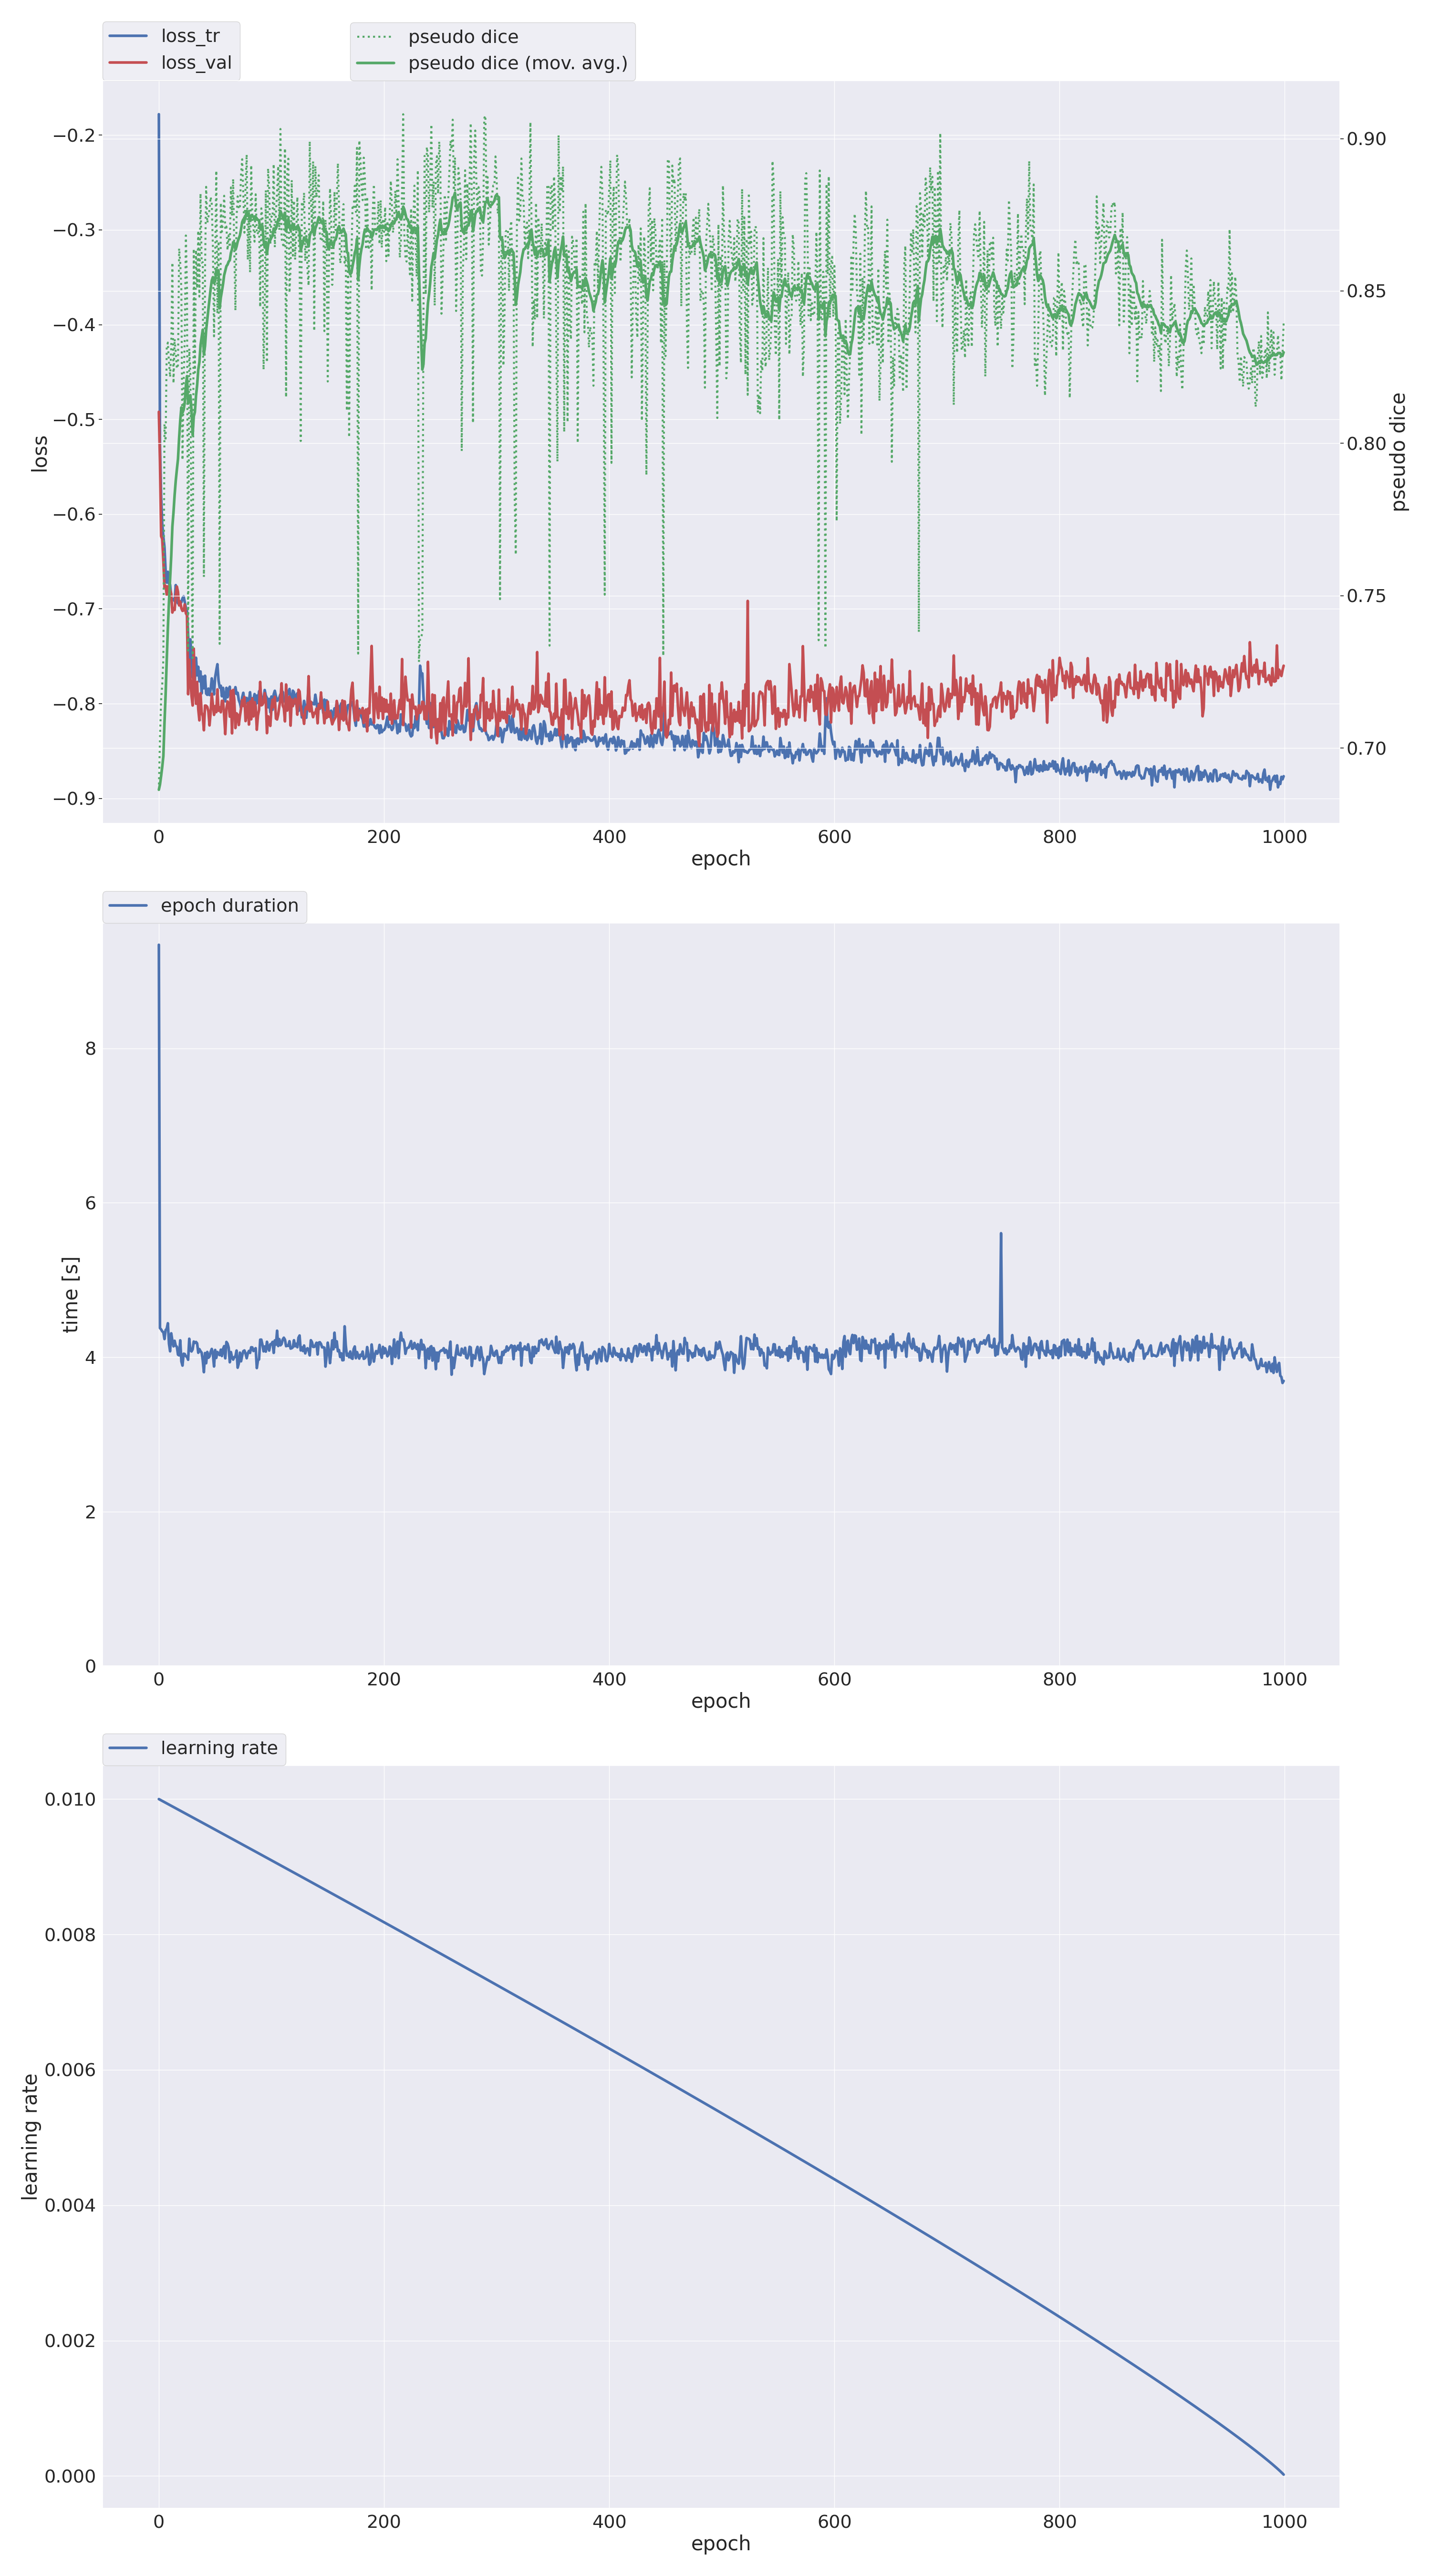 loss_tr
loss_val
pseudo dice
pseudo dice (mov. avg.)
−0.2
−0.3
−0.4
−0.5
−0.6
−0.7
−0.8
−0.9
loss
0.90
0.85
0.80
0.75
0.70
pseudo dice
0 200 400 600 800 1000
epoch
epoch duration
8
6
4
2
0
time [s]
0 200 400 600 800 1000
epoch
learning rate
0.010
0.008
0.006
0.004
0.002
0.000
learning rate
0 200 400 600 800 1000
epoch